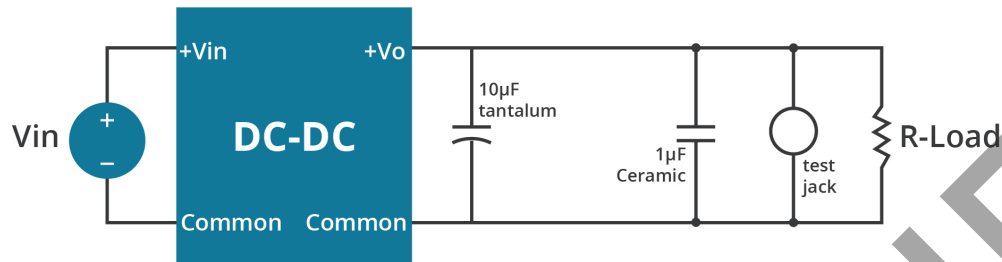 +Vin
+Vo
10µF
tantalum
Vin
+
−
DC-DC
R-Load
1µF
Ceramic
test
jack
Common
Common